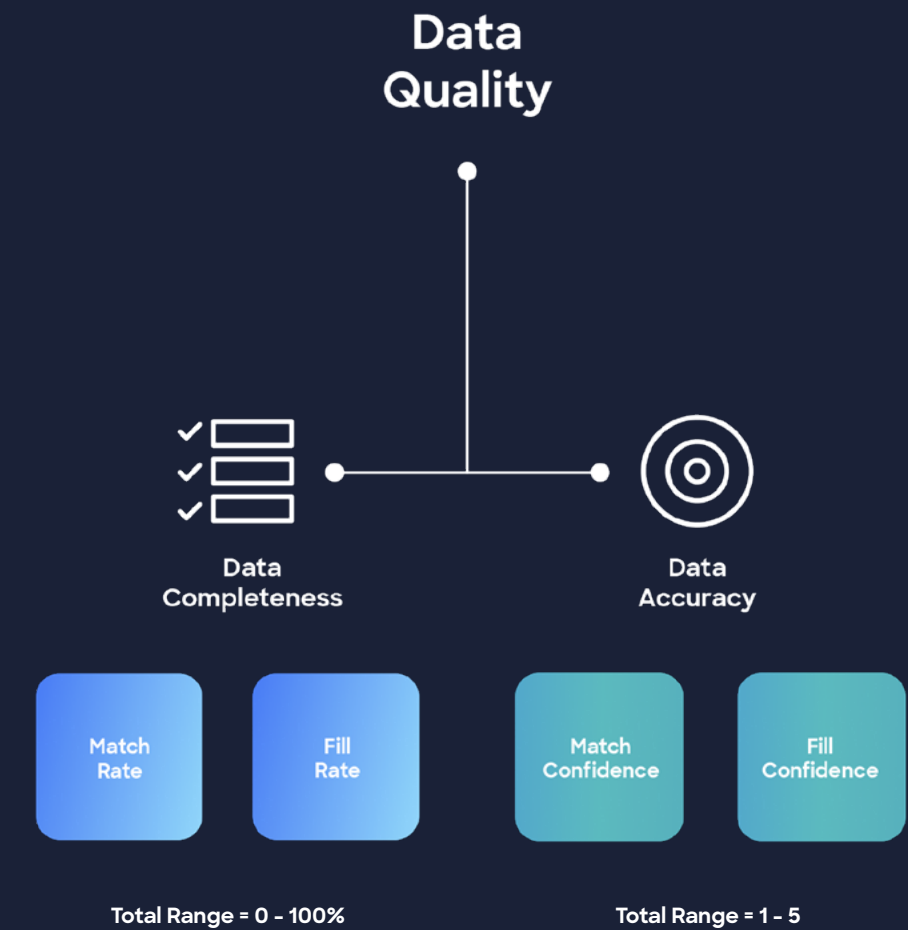 Data
Quality
Data
Completeness
Data
Accuracy
Match
Rate
Fill
Rate
Match
Confidence
Fill
Confidence
Total Range = 0 - 100%
Total Range = 1 - 5